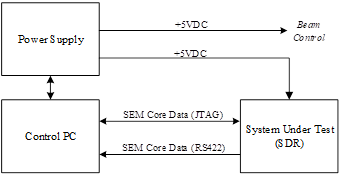 +5VDC
Beam
Control
Power Supply
+5VDC
SEM Core Data (JTAG)
Control PC
System Under Test
(SDR)
SEM Core Data (RS422)